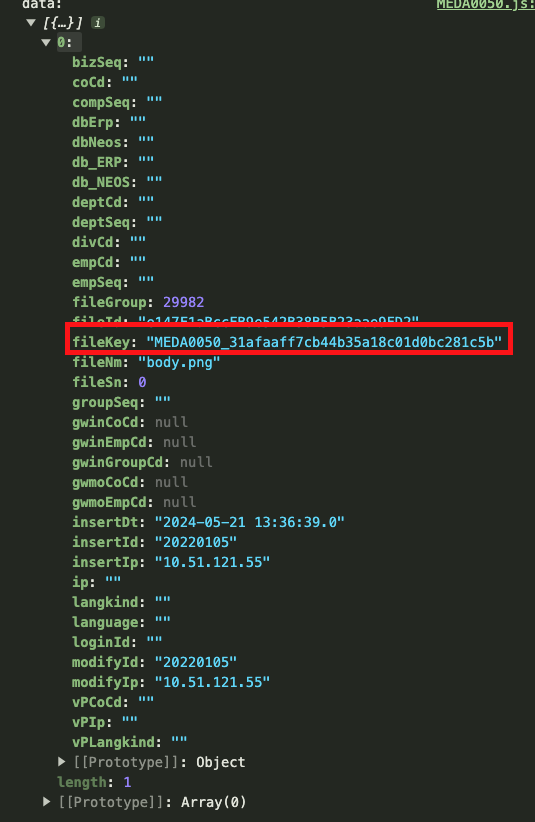 data:
MEDA0050.js:
▼ [{…}] i
▼ 0:
bizSeq: ""
coCd: ""
compSeq: ""
dbErp: ""
dbNeos: ""
db_ERP: ""
db_NEOS: ""
deptCd: ""
deptSeq: ""
divCd: ""
empCd: ""
empSeq: ""
fileGroup: 29982
fileId:
fileKey: "MEDA0050_31afaaff7cb44b35a18c01d0bc281c5b"
fileNm: "body.png"
fileSn: 0
groupSeq: ""
gwinCoCd: null
gwinEmpCd: null
gwinGroupCd: null
gwmoCoCd: null
gwmoEmpCd: null
insertDt: "2024-05-21 13:36:39.0"
insertId: "20220105"
insertIp: "10.51.121.55"
ip: ""
langkind: ""
language: ""
loginId: ""
modifyId: "20220105"
modifyIp: "10.51.121.55"
vPCoCd: ""
vPIp: ""
vPLangkind: ""
▶ [[Prototype]]: Object
length: 1
▶ [[Prototype]]: Array(0)